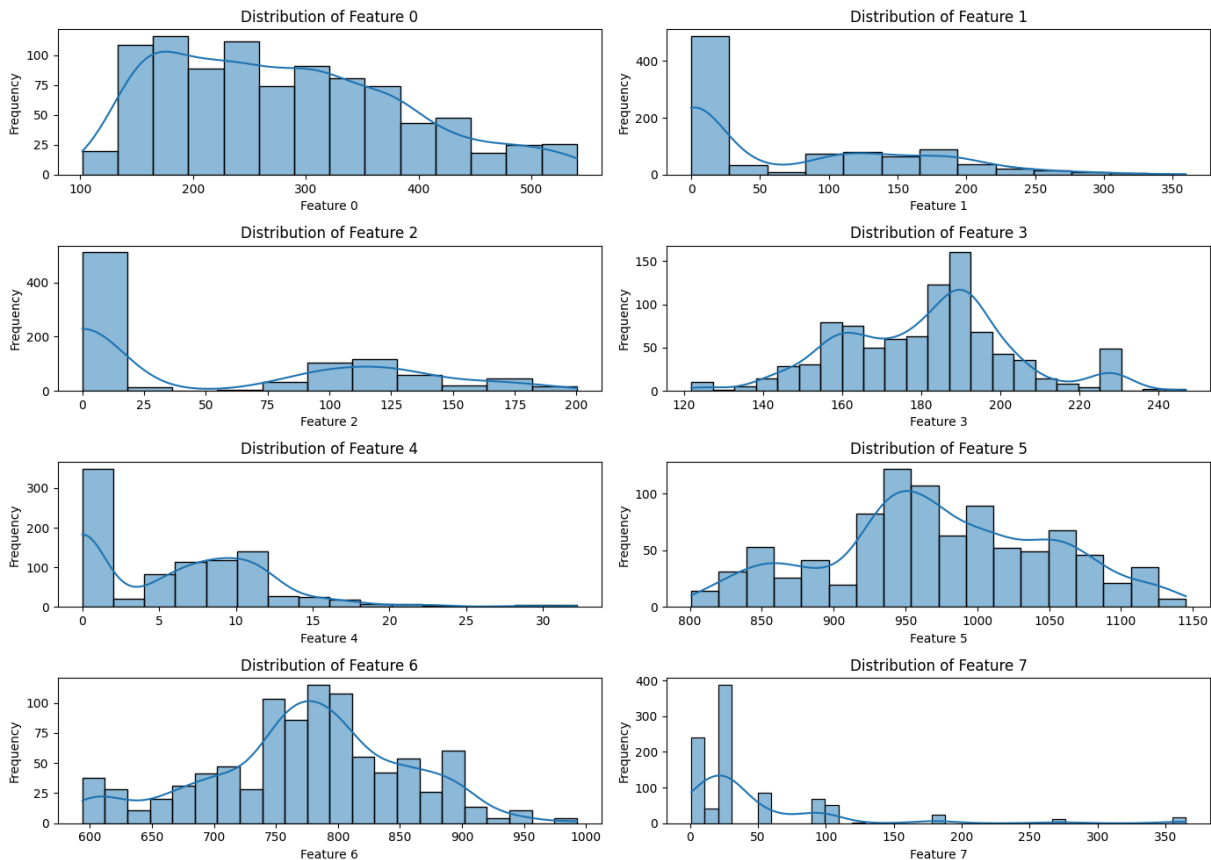 Distribution of Feature 0
Frequency
100
75
50
25
0
100 200 300 400 500
Feature 0
Distribution of Feature 1
Frequency
400
200
0
0 50 100 150 200 250 300 350
Feature 1
Distribution of Feature 2
Frequency
400
200
0
0 25 50 75 100 125 150 175 200
Feature 2
Distribution of Feature 3
Frequency
150
100
50
0
120 140 160 180 200 220 240
Feature 3
Distribution of Feature 4
Frequency
300
200
100
0
0 5 10 15 20 25 30
Feature 4
Distribution of Feature 5
Frequency
100
50
0
800 850 900 950 1000 1050 1100 1150
Feature 5
Distribution of Feature 6
Frequency
100
75
50
25
0
600 650 700 750 800 850 900 950 1000
Feature 6
Distribution of Feature 7
Frequency
400
300
200
100
0
0 50 100 150 200 250 300 350
Feature 7